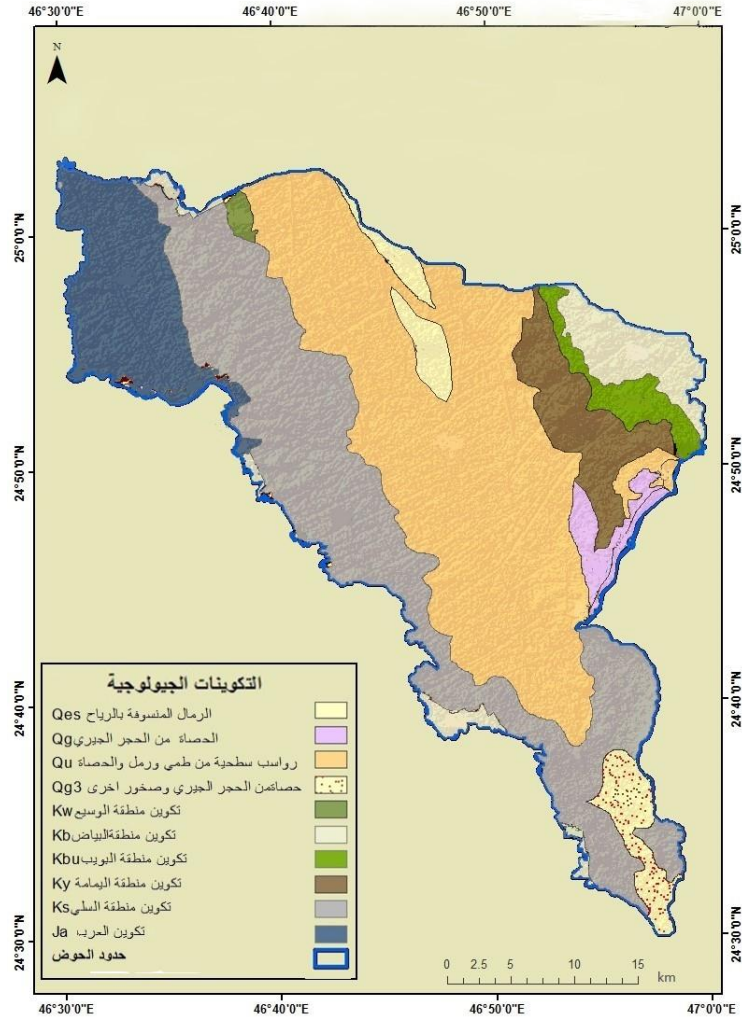 46°30'0"E 46°40'0"E 46°50'0"E 47°0'0"E
N
25°0'0"N 25°0'0"N
24°50'0"N 24°50'0"N
24°40'0"N 24°40'0"N
24°30'0"N 24°30'0"N
التكوينات الجيولوجية
الرمال المنسوفة بالرياح Qes
الحصاة من الحجر الجيري Qg
رواسب سطحية من طمي ورمل والحصاة Qu
حصاةمن الحجر الجيري وصخور اخرى Qg3
تكوين منطقة الوسيع Kw
تكوين منطقةالبياض Kb
تكوين منطقة البويب Kbu
تكوين منطقة اليمامة Ky
تكوين منطقة السلي Ks
تكوين العرب Ja
حدود الحوض
0 2.5 5 10 15
km
46°30'0"E 46°40'0"E 46°50'0"E 47°0'0"E